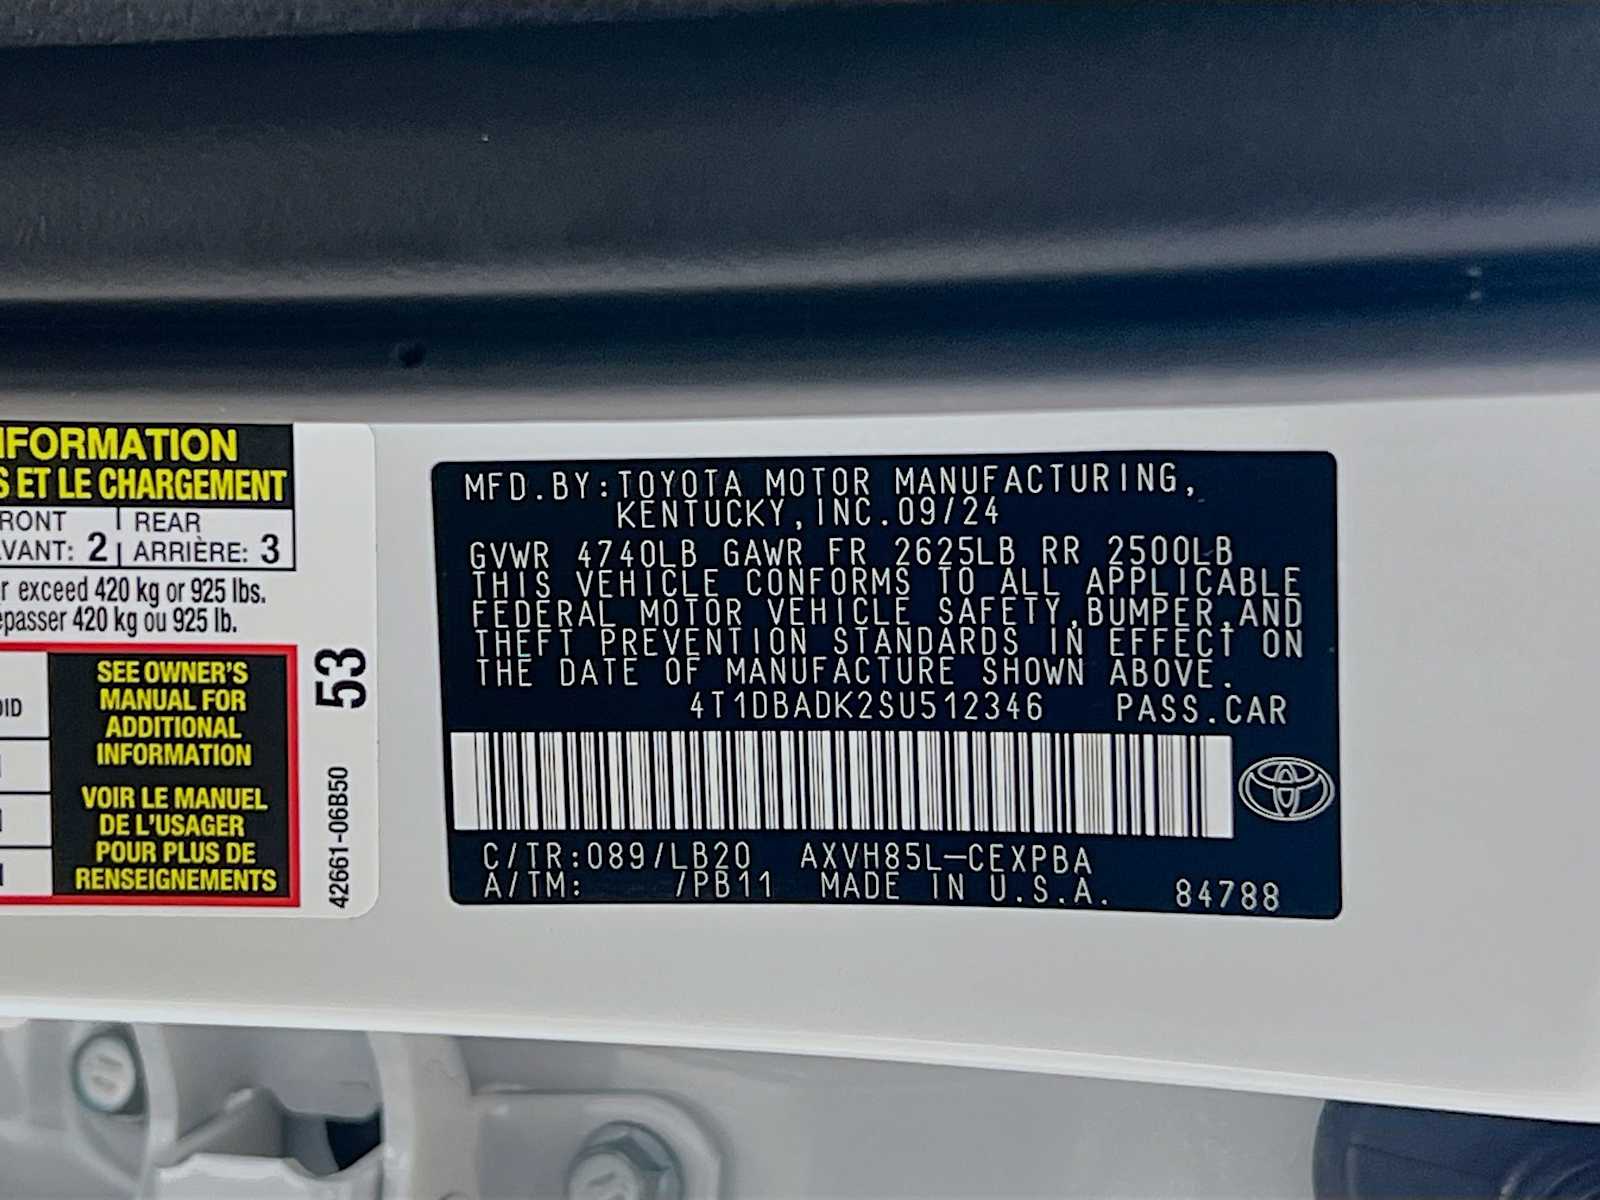 NFORMATION
S ET LE CHARGEMENT
RONT | REAR
VANT: 2 | ARRIÈRE: 3
r exceed 420 kg or 925 lbs.
épasser 420 kg ou 925 lb.
OID
SEE OWNER'S
MANUAL FOR
ADDITIONAL
INFORMATION
VOIR LE MANUEL
DE L'USAGER
POUR PLUS DE
RENSEIGNEMENTS
53
42661-06B50
MFD.BY:TOYOTA MOTOR MANUFACTURING,
KENTUCKY,INC.09/24
GVWR 4740LB GAWR FR 2625LB RR 2500LB
THIS VEHICLE CONFORMS TO ALL APPLICABLE
FEDERAL MOTOR VEHICLE SAFETY,BUMPER,AND
THEFT PREVENTION STANDARDS IN EFFECT ON
THE DATE OF MANUFACTURE SHOWN ABOVE.
4T1DBADK2SU512346 PASS.CAR
C/TR:089/LB20 AXVH85L-CEXPBA
A/TM: /PB11 MADE IN U.S.A. 84788